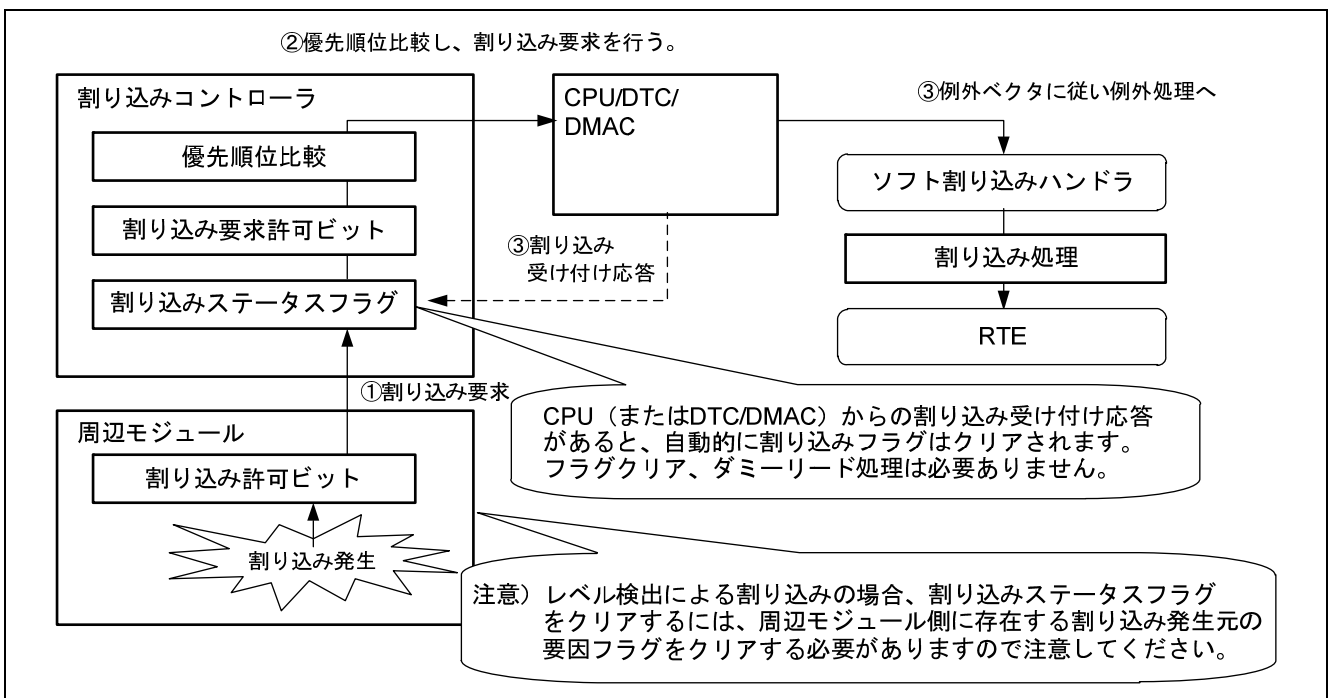 ②優先順位比較し、割り込み要求を行う。
割り込みコントローラ
優先順位比較
割り込み要求許可ビット
割り込みステータスフラグ
CPU/DTC/
DMAC
③例外ベクタに従い例外処理へ
ソフト割り込みハンドラ
割り込み処理
RTE
③割り込み
受け付け応答
①割り込み要求
CPU（またはDTC/DMAC）からの割り込み受け付け応答
があると、自動的に割り込みフラグはクリアされます。
フラグクリア、ダミーリード処理は必要ありません。
周辺モジュール
割り込み許可ビット
割り込み発生
注意）レベル検出による割り込みの場合、割り込みステータスフラグ
をクリアするには、周辺モジュール側に存在する割り込み発生元の
要因フラグをクリアする必要がありますので注意してください。